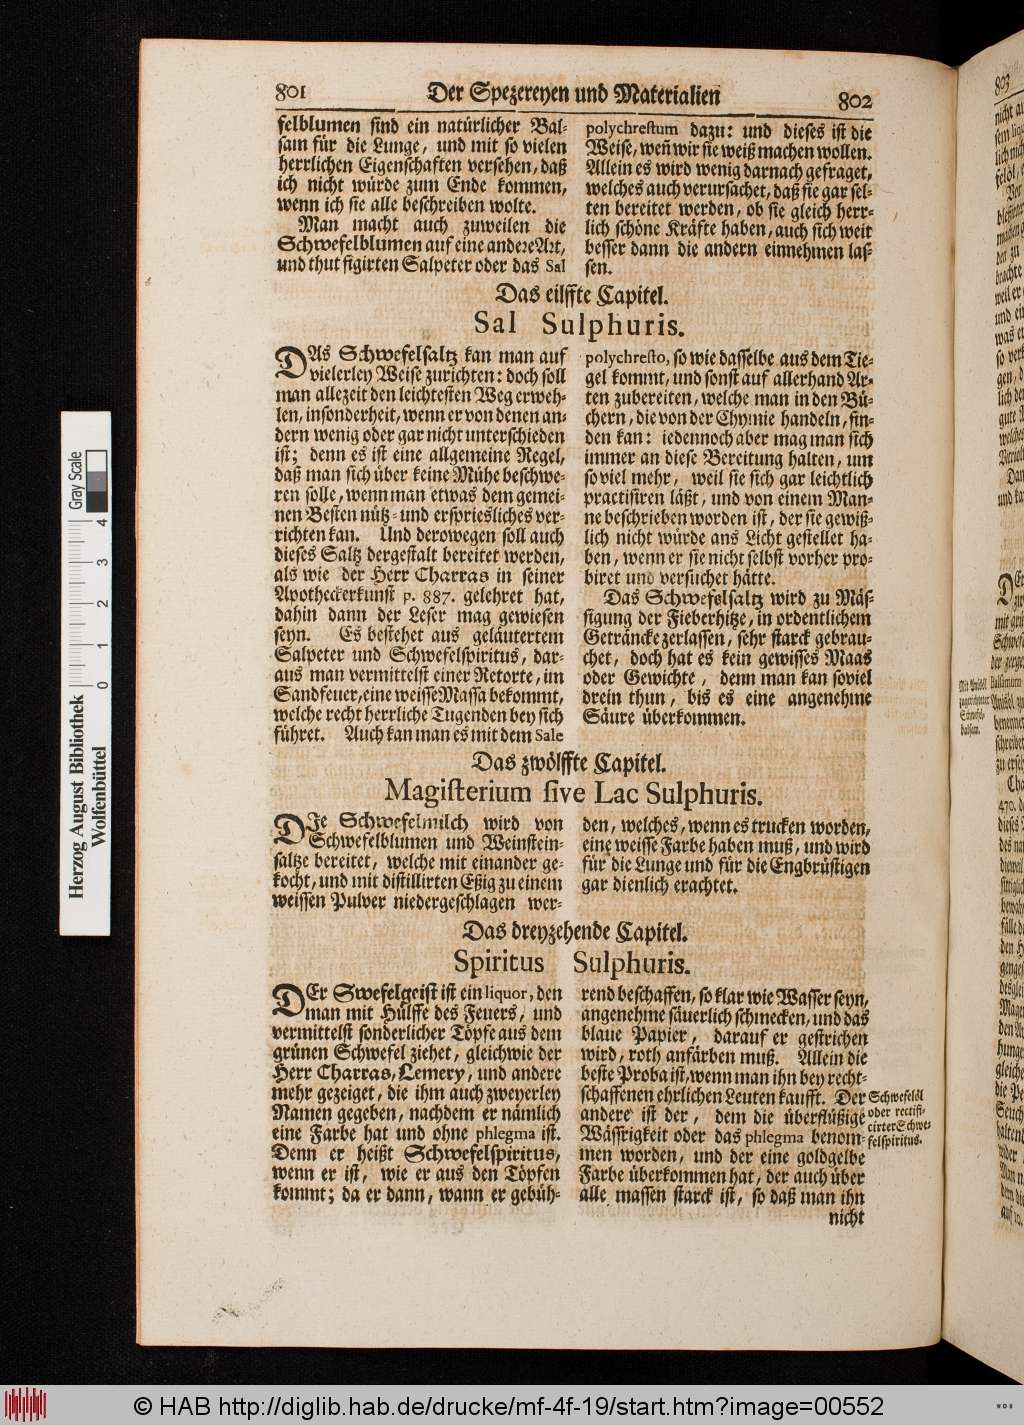 801
Der Spezereyen und Materialien
802
felblumen sind ein natürlicher Bal-
sam für die Lunge, und mit so vielen
herrlichen Eigenschaften versehen, daß
ich nicht würde zum Ende kommen,
wenn ich sie alle beschreiben wolte.
Man macht auch zuweilen die
Schwefelblumen auf eine andere Art,
und thut figirten Salpeter oder das Sal
polychrestum dazu: und dieses ist die
Weise, weñ wir sie weiß machen wollen.
Allein es wird wenig darnach gefraget,
welches auch verursachet, daß sie gar sel-
ten bereitet werden, ob sie gleich herr-
lich schöne Kräfte haben, auch sich weit
besser dann die andern einnehmen las-
sen.
Das eilffte Capitel.
Sal Sulphuris.
DAs Schwefelsaltz kan man auf
vielerley Weise zurichten: doch soll
man allezeit den leichtesten Weg erweh-
len, insonderheit, wenn er von denen an-
dern wenig oder gar nicht unterschieden
ist; denn es ist eine allgemeine Regel,
daß man sich über keine Mühe beschwe-
ren solle, wenn man etwas dem gemei-
nen Besten nütz- und erspriesliches ver-
richten kan. Und derowegen soll auch
dieses Saltz dergestalt bereitet werden,
als wie der Herr Charras in seiner
Apotheckerkunst p. 887. gelehret hat,
dahin dann der Leser mag gewiesen
seyn. Es bestehet aus geläutertem
Salpeter und Schwefelspiritus, dar-
aus man vermittelst einer Retorte, im
Sandfeuer, eine weisse Massa bekommt,
welche recht herrliche Tugenden bey sich
führet. Auch kan man es mit dem Sale
polychresto, so wie dasselbe aus dem Tie-
gel kommt, und sonst auf allerhand Ar-
ten zubereiten, welche man in den Bü-
chern, die von der Chymie handeln, fin-
den kan: iedennoch aber mag man sich
immer an diese Bereitung halten, um
so viel mehr, weil sie sich gar leichtlich
practisiren läßt, und von einem Man-
ne beschrieben worden ist, der sie gewiß-
lich nicht würde ans Licht gestellet ha-
ben, wenn er sie nicht selbst vorher pro-
biret und versuchet hätte.
Das Schwefelsaltz wird zu Mäs-
sigung der Fieberhitze, in ordentlichem
Geträncke zerlassen, sehr starck gebrau-
chet, doch hat es kein gewisses Maas
oder Gewichte, denn man kan soviel
drein thun, bis es eine angenehme
Säure überkommen.
Das zwölffte Capitel.
Magisterium sive Lac Sulphuris.
DIe Schwefelmilch wird von
Schwefelblumen und Weinstein-
saltze bereitet, welche mit einander ge-
kocht, und mit distillirten Eßig zu einem
weissen Pulver niedergeschlagen wer-
den, welches, wenn es trucken worden,
eine weisse Farbe haben muß, und wird
für die Lunge und für die Engbrüstigen
gar dienlich erachtet.
Das dreyzehende Capitel.
Spiritus Sulphuris.
DEr Swefelgeist ist ein liquor, den
man mit Hülffe des Feuers, und
vermittelst sonderlicher Töpfe aus dem
grünen Schwefel ziehet, gleichwie der
Herr Charras, Lemery, und andere
mehr gezeiget, die ihm auch zweyerley
Namen gegeben, nachdem er nämlich
eine Farbe hat und ohne phlegma ist.
Denn er heißt Schwefelspiritus,
wenn er ist, wie er aus den Töpfen
kommt; da er dann, wann er gebüh-
rend beschaffen, so klar wie Wasser seyn,
angenehme säuerlich schmecken, und das
blaue Papier, darauf er gestrichen
wird, roth anfärben muß. Allein die
beste Proba ist, wenn man ihn bey recht-
schaffenen ehrlichen Leuten kaufft. Der
andere ist der, dem die überflüßige
Wässrigkeit oder das phlegma benom-
men worden, und der eine goldgelbe
Farbe überkommen hat, der auch über
alle massen starck ist, so daß man ihn
nicht
Schwefelöl
oder rectifi-
cirter Schwe-
felspiritus.
803
Herzog August Bibliothek
Wolfenbüttel
Gray Scale
0 1 2 3 4
© HAB http://diglib.hab.de/drucke/mf-4f-19/start.htm?image=00552